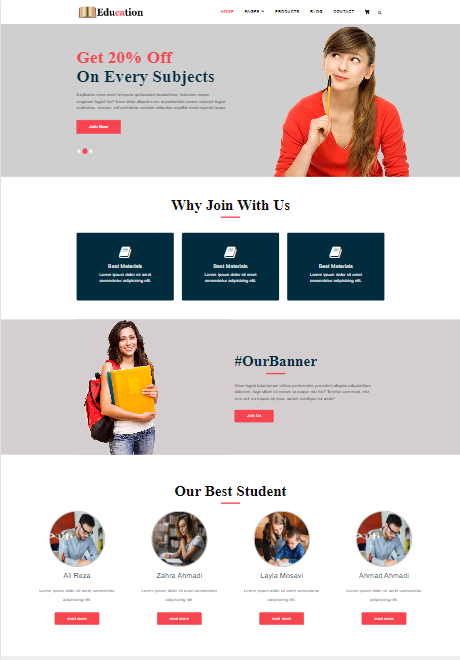 Education
HOME PAGES PRODUCTS BLOG CONTACT
Get 20% Off
On Every Subjects
Join Now
Why Join With Us
Best Materials
Lorem ipsum dolor sit amet
consectetur adipisicing elit.
Best Materials
Lorem ipsum dolor sit amet
consectetur adipisicing elit.
Best Materials
Lorem ipsum dolor sit amet
consectetur adipisicing elit.
#OurBanner
Join Us
Our Best Student
Ali Reza
Lorem ipsum dolor sit amet consectetur
adipisicing elit.
read more
Zahra Ahmadi
Lorem ipsum dolor sit amet consectetur
adipisicing elit.
read more
Layla Mosavi
Lorem ipsum dolor sit amet consectetur
adipisicing elit.
read more
Ahmad Ahmadi
Lorem ipsum dolor sit amet consectetur
adipisicing elit.
read more